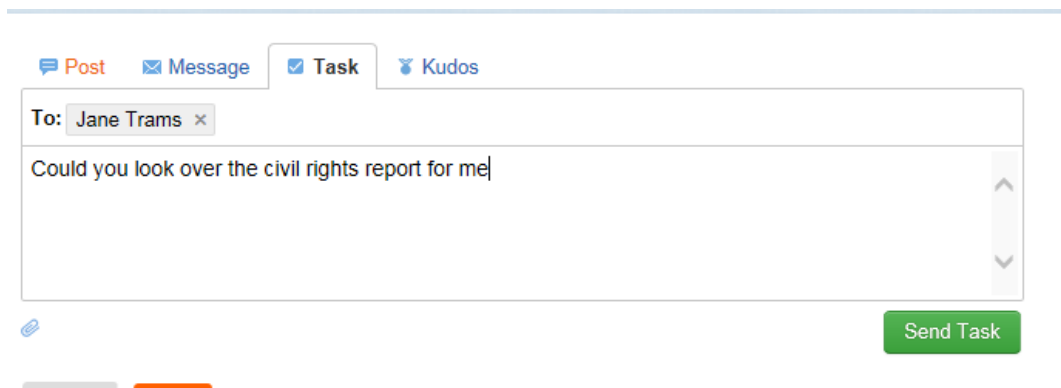 Post Message Task Kudos
To: Jane Trams ×
Could you look over the civil rights report for me
Send Task